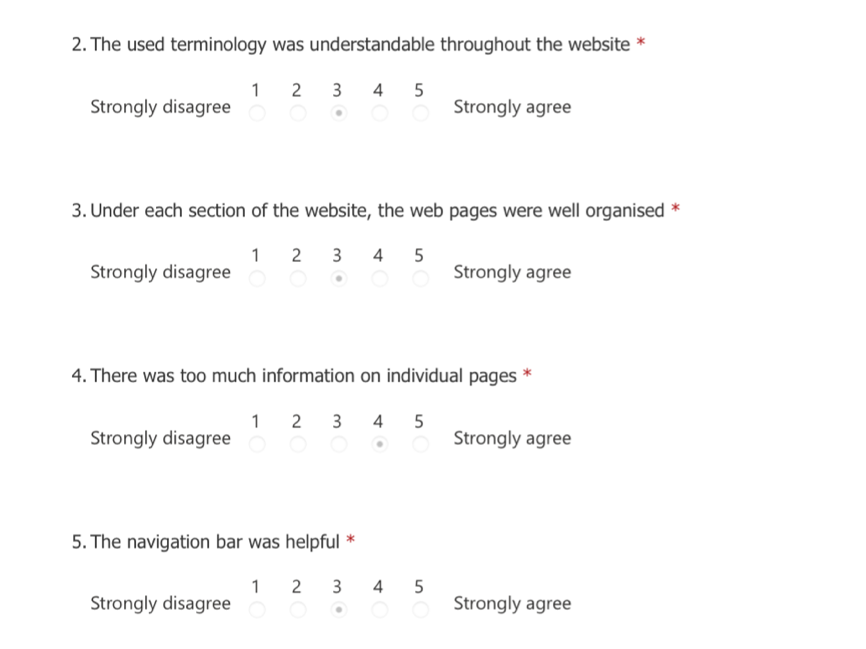 2. The used terminology was understandable throughout the website *
1 2 3 4 5
Strongly disagree Strongly agree
3. Under each section of the website, the web pages were well organised *
1 2 3 4 5
Strongly disagree Strongly agree
4. There was too much information on individual pages *
1 2 3 4 5
Strongly disagree Strongly agree
5. The navigation bar was helpful *
1 2 3 4 5
Strongly disagree Strongly agree